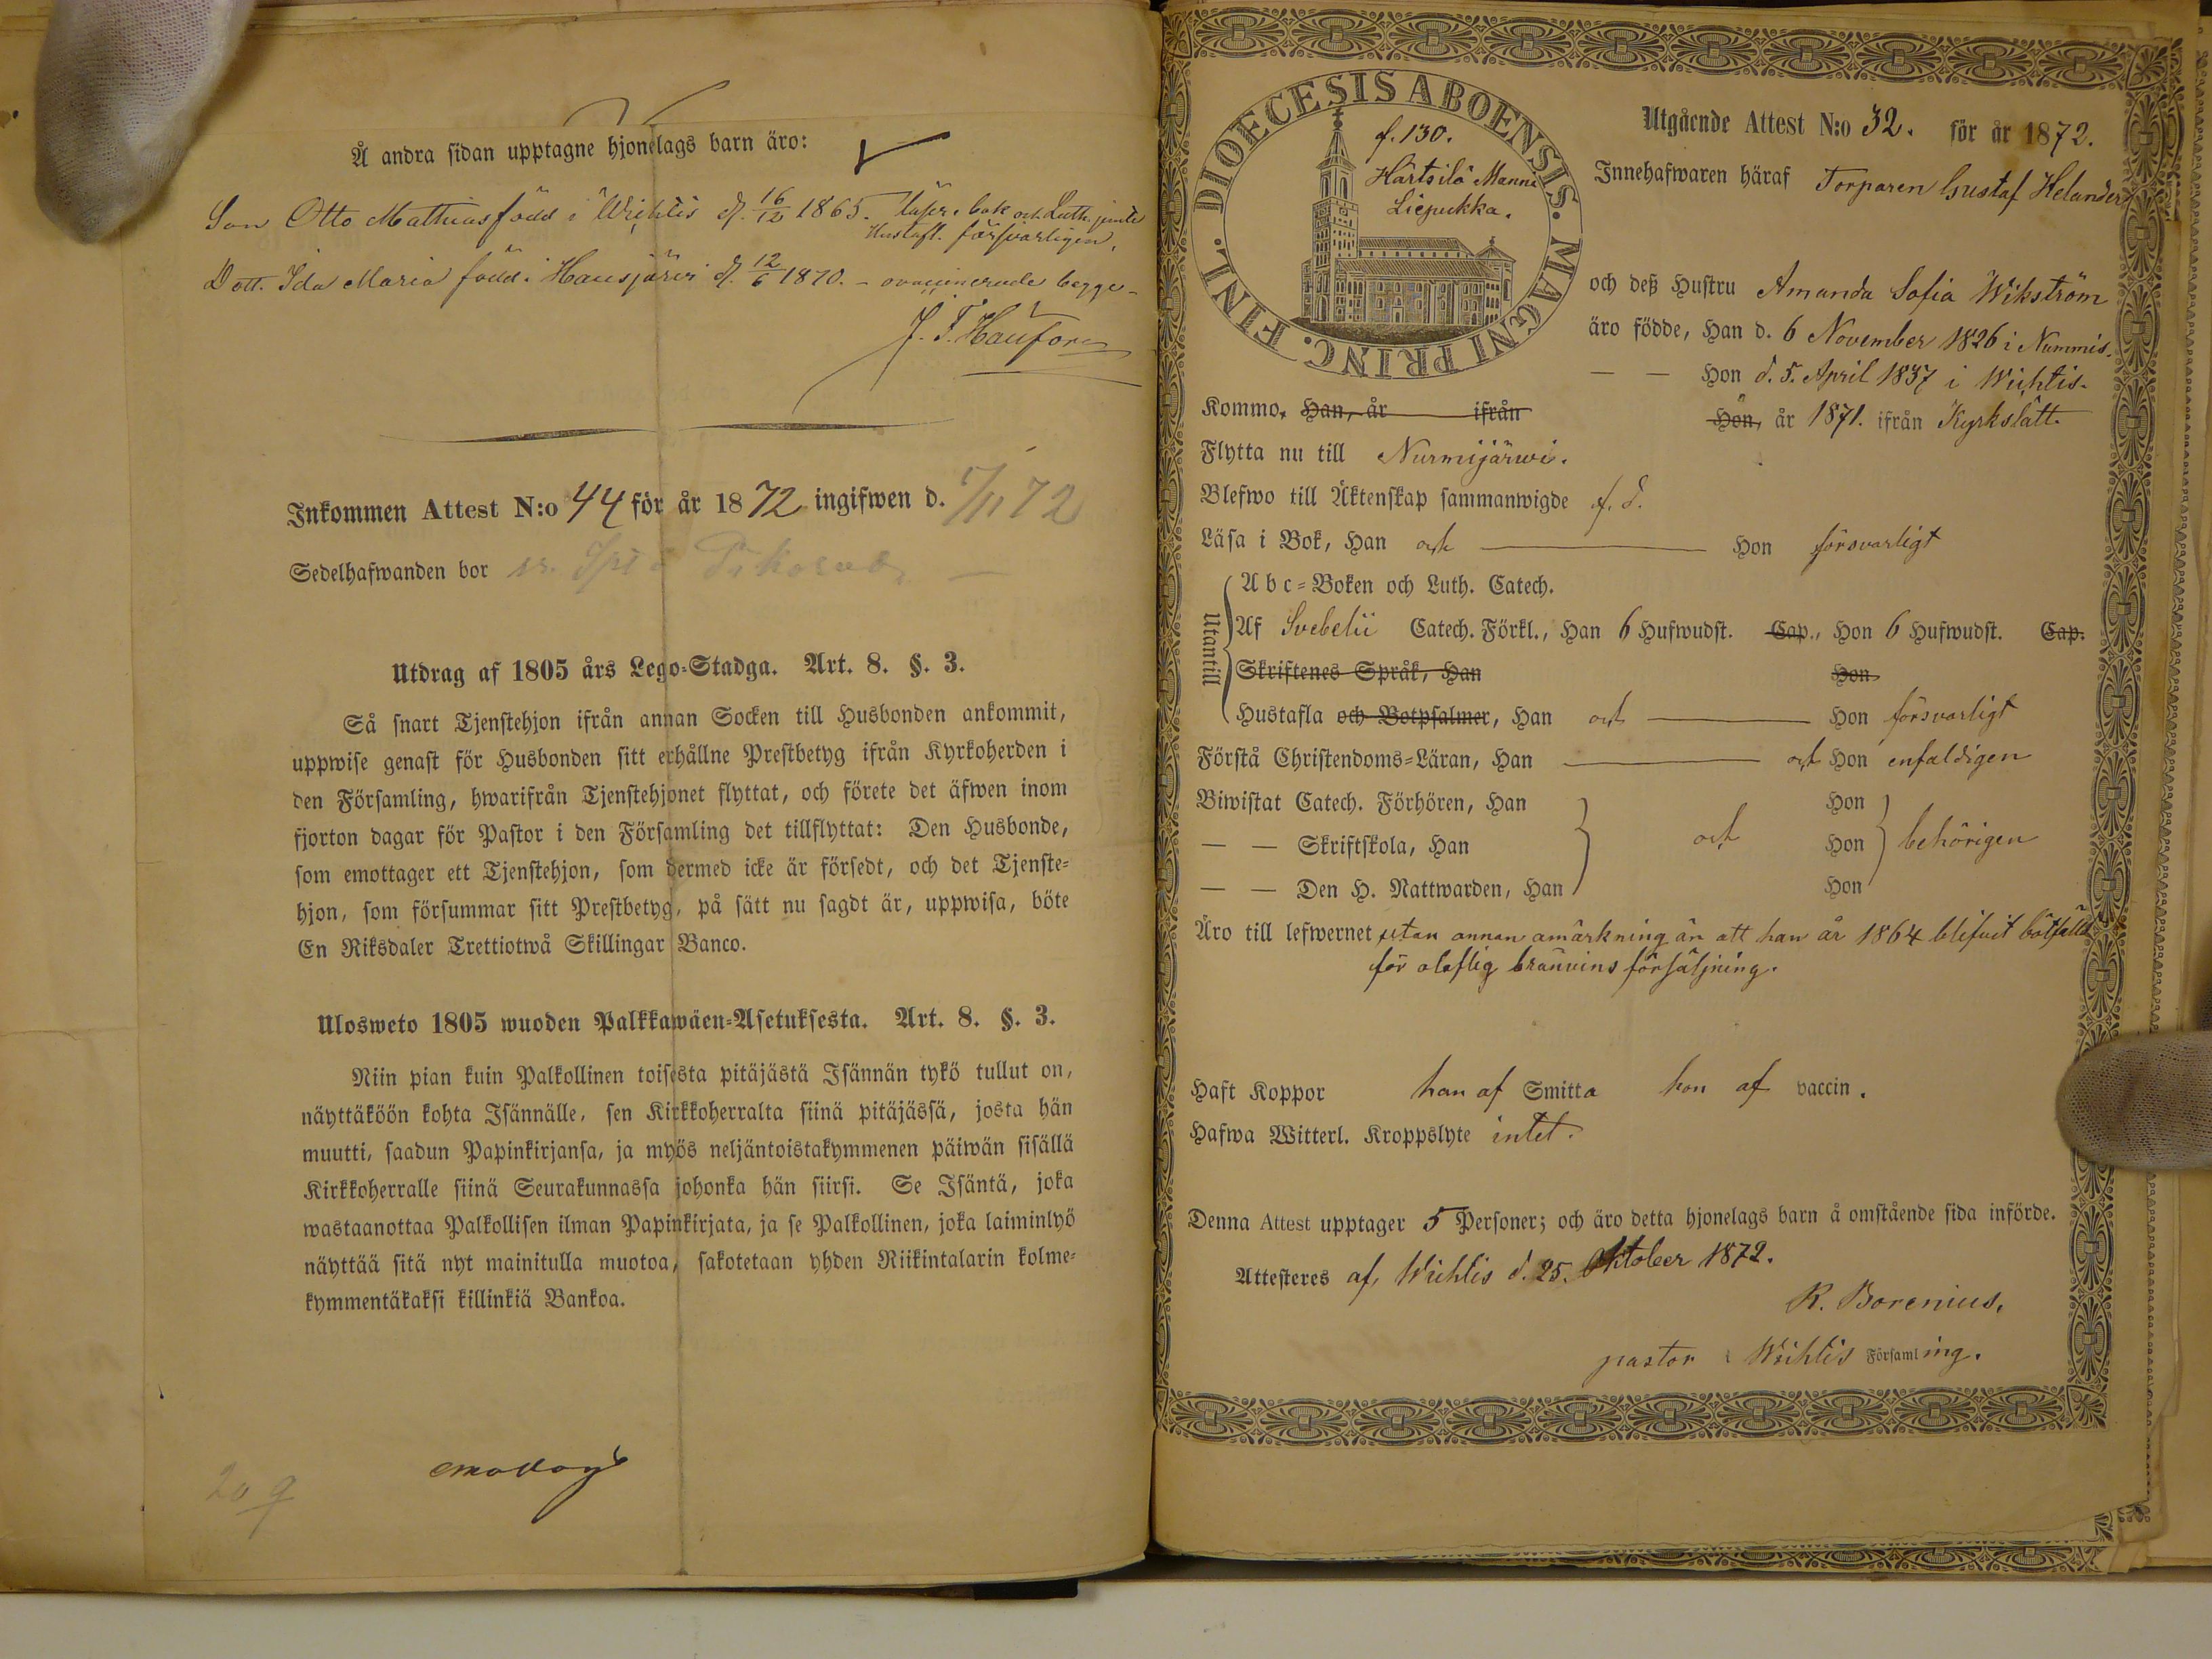 Å andra sidan upptagne hjonelags barn äro:
Son Otto Mathias född i Wichtis d. 16/12 1865. läser i bok och Luth. jemte
Hustafl. försvarligen.
Dott. Ida Maria född i Hausjärvi d. 12/6 1870. - ovaccinerade begge -
Inkommen Attest N:o 44 för år 1872 ingifwen d. 1/11 72
Sedelhafwanden bor
Utdrag af 1805 års Lego-Stadga. Art. 8. §. 3.
Så snart Tjenstehjon ifrån annan Socken till Husbonden ankommit,
uppwise genast för Husbonden sitt erhållne Prestbetyg ifrån Kyrkoherden i
den Församling, hwarifrån Tjenstehjonet flyttat, och förete det äfwen inom
fjorton dagar för Pastor i den Församling det tillflyttat: Den Husbonde,
som emottager ett Tjenstehjon, som dermed icke är försedt, och det Tjenste-
hjon, som försummar sitt Prestbetyg, på sätt nu sagdt är, uppwisa, böte
En Riksdaler Trettiotwå Skillingar Banco.
Ulosweto 1805 wuoden Palkkawäen-Asetuksesta. Art. 8. §. 3.
Niin pian kuin Palkollinen toisesta pitäjästä Isännän tykö tullut on,
näyttäköön kohta Isännälle, sen Kirkkoherralta siinä pitäjässä, josta hän
muutti, saadun Papinkirjansa, ja myös neljäntoistakymmenen päiwän sisällä
Kirkkoherralle siinä Seurakunnassa johonka hän siirsi. Se Isäntä, joka
wastaanottaa Palkollisen ilman Papinkirjata, ja se Palkollinen, joka laiminlyö
näyttää sitä nyt mainitulla muotoa, sakotetaan yhden Riikintalarin kolme-
kymmentäkaksi killinkiä Bankoa.
20 9
DIOECESIS ABOENSIS. MAGNI PRINC. FINL.
f. 130.
Härtsilä Manni
Liepukka.
Utgående Attest N:o 32. för år 1872.
Innehafwaren häraf Torparen Gustaf Helander
och deß Hustru Amanda Sofia Wikström
äro födde, Han d. 6 November 1826 i Nummis.
— — Hon d. 5. April 1837 i Wichtis.
Kommo, Han, år ifrån Hon, år 1871. ifrån Kyrkslätt.
Flytta nu till Nurmijärwi.
Blefwo till Äktenskap sammanwigde f. d.
Läsa i Bok, Han och Hon försvarligt
Utantill
A b c-Boken och Luth. Catech.
Af Svebelii Catech. Förkl., Han 6 Hufwudst. Cap., Hon 6 Hufwudst. Cap.
Skriftenes Språk, Han Hon
Hustafla och Botpsalmer, Han och Hon försvarligt
Förstå Christendoms-Läran, Han och Hon enfaldigen
Biwistat Catech. Förhören, Han Hon
— — Skriftskola, Han och Hon behörigen
— — Den H. Nattwarden, Han Hon
Äro till lefwernet utan annan amärkning än att han år 1864 blifvit bötfälld
för olaflig bränvins försäljning.
Haft Koppor han af Smitta hon af vaccin.
Hafwa Witterl. Kroppslyte intet.
Denna Attest upptager 5 Personer; och äro detta hjonelags barn å omstående sida införde.
Attesteres af, Wichtis d. 25. Oktober 1872.
R. Borenius,
pastor i Wichtis Församling.